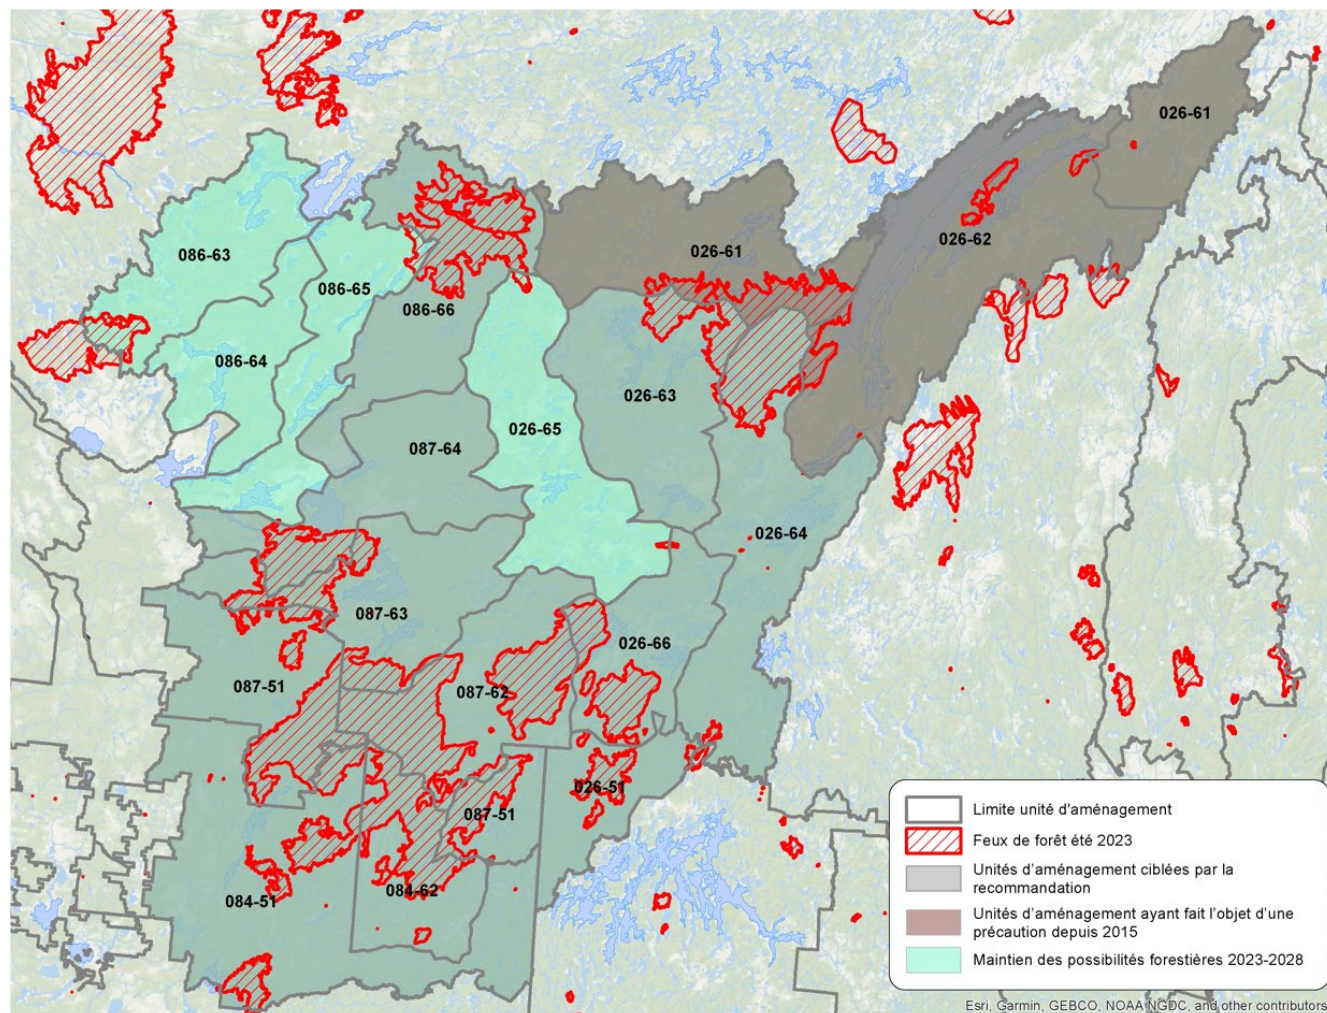 026-61
086-63
026-62
026-61
086-65
086-66
086-64
026-63
026-65
087-64
026-64
087-63
026-66
087-51
087-62
026-51
087-51
084-62
084-51
Limite unité d'aménagement
Feux de forêt été 2023
Unités d'aménagement ciblées par la
recommandation
Unités d'aménagement ayant fait l'objet d'une
précaution depuis 2015
Maintien des possibilités forestières 2023-2028
Esri, Garmin, GEBCO, NOAA NGDC, and other contributors